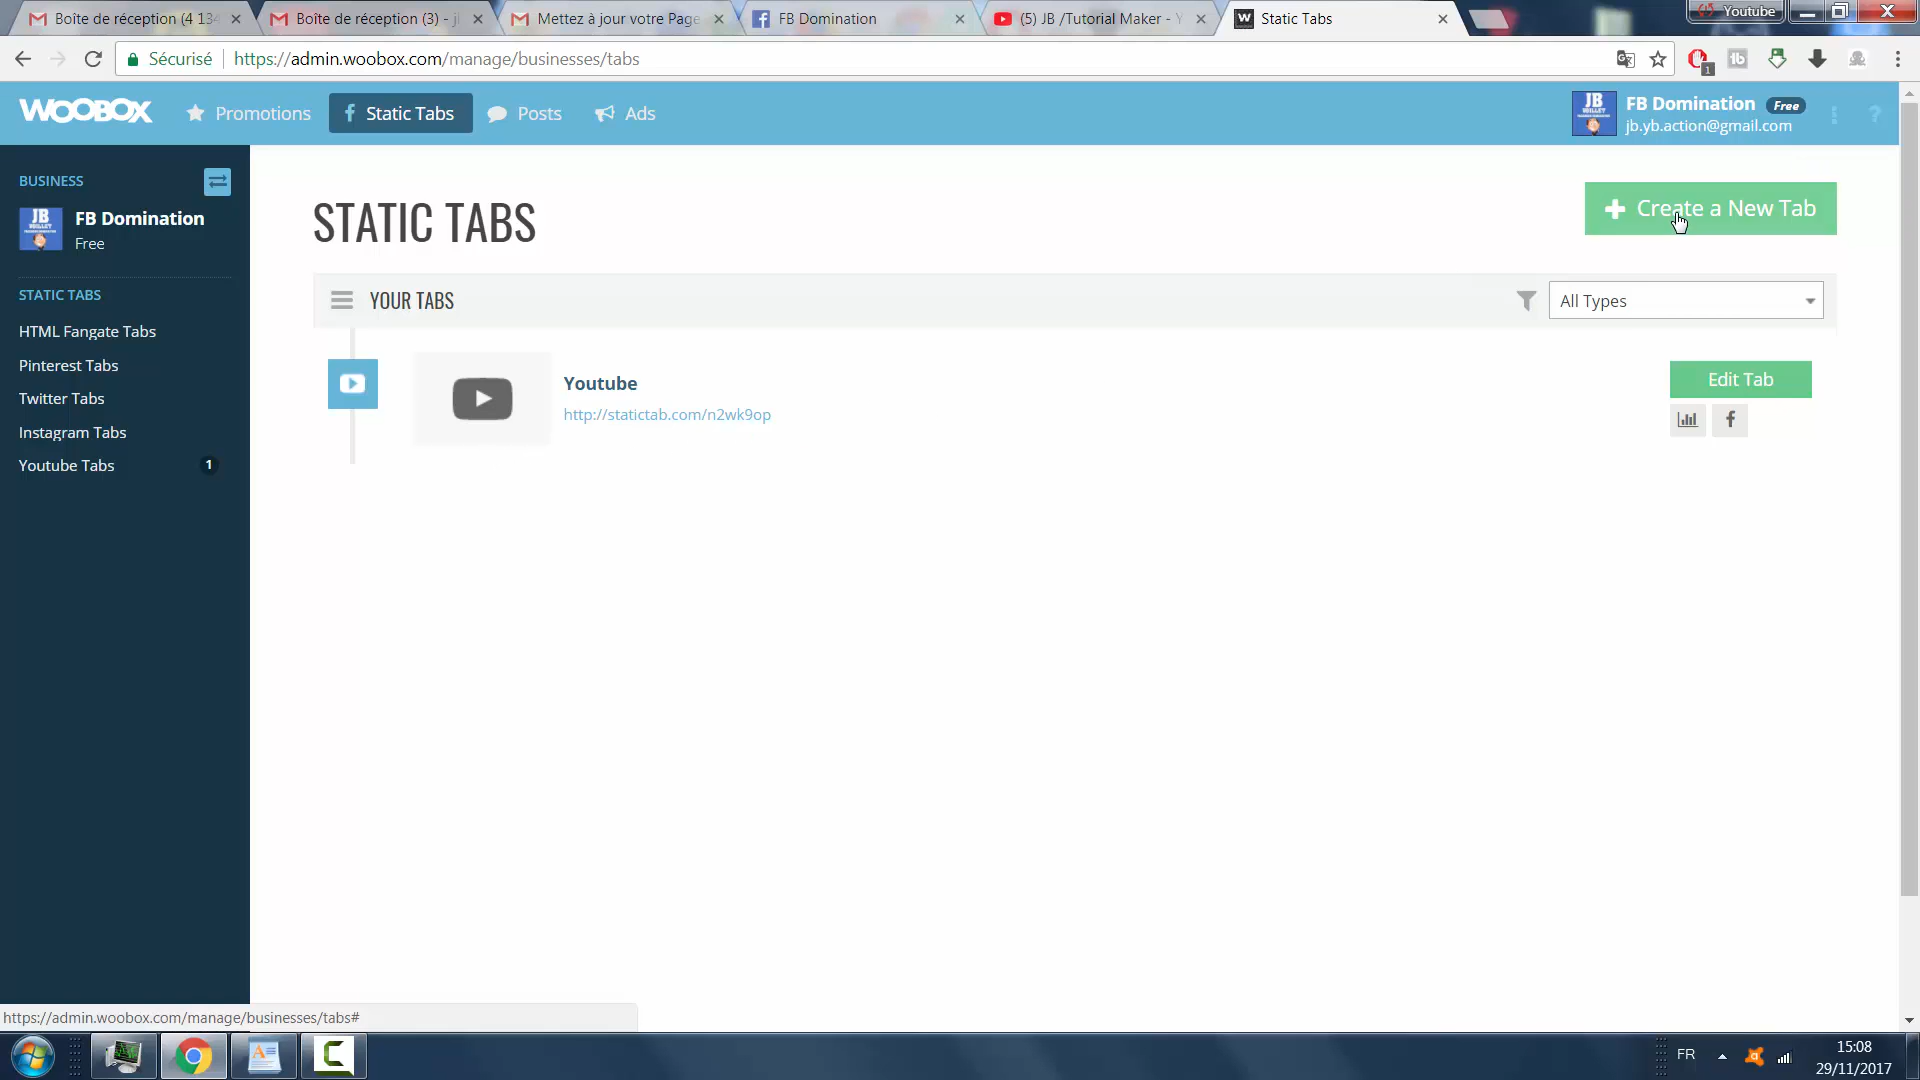 Boîte de réception (4 134
Boîte de réception (3) - j
Mettez à jour votre Page
FB Domination
(5) JB /Tutorial Maker - Y
Static Tabs
Youtube
Sécurisé
https://admin.woobox.com/manage/businesses/tabs
1
WOOBOX
Promotions
Static Tabs
Posts
Ads
FB Domination Free
jb.yb.action@gmail.com
BUSINESS
FB Domination
Free
STATIC TABS
HTML Fangate Tabs
Pinterest Tabs
Twitter Tabs
Instagram Tabs
Youtube Tabs 1
STATIC TABS
Create a New Tab
YOUR TABS
All Types
Youtube
http://statictab.com/n2wk9op
Edit Tab
https://admin.woobox.com/manage/businesses/tabs#
FR
15:08
29/11/2017